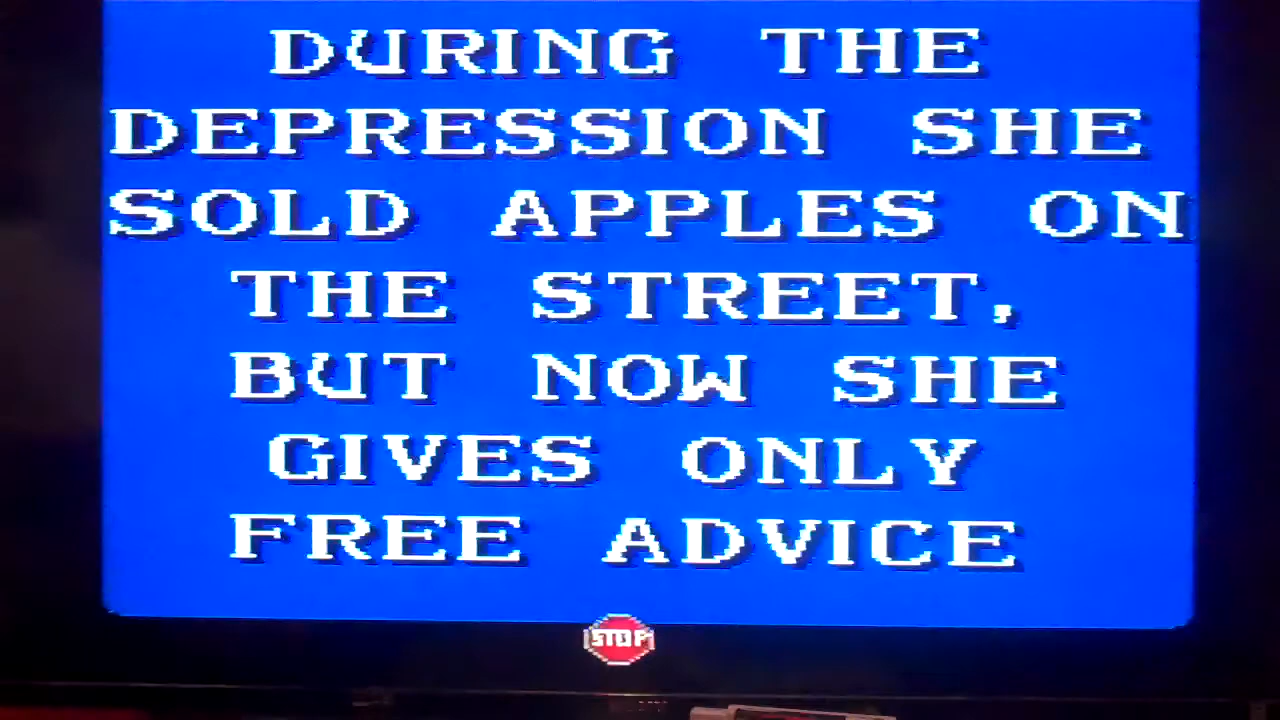 DURING THE
DEPRESSION SHE
SOLD APPLES ON
THE STREET,
BUT NOW SHE
GIVES ONLY
FREE ADVICE
STOP